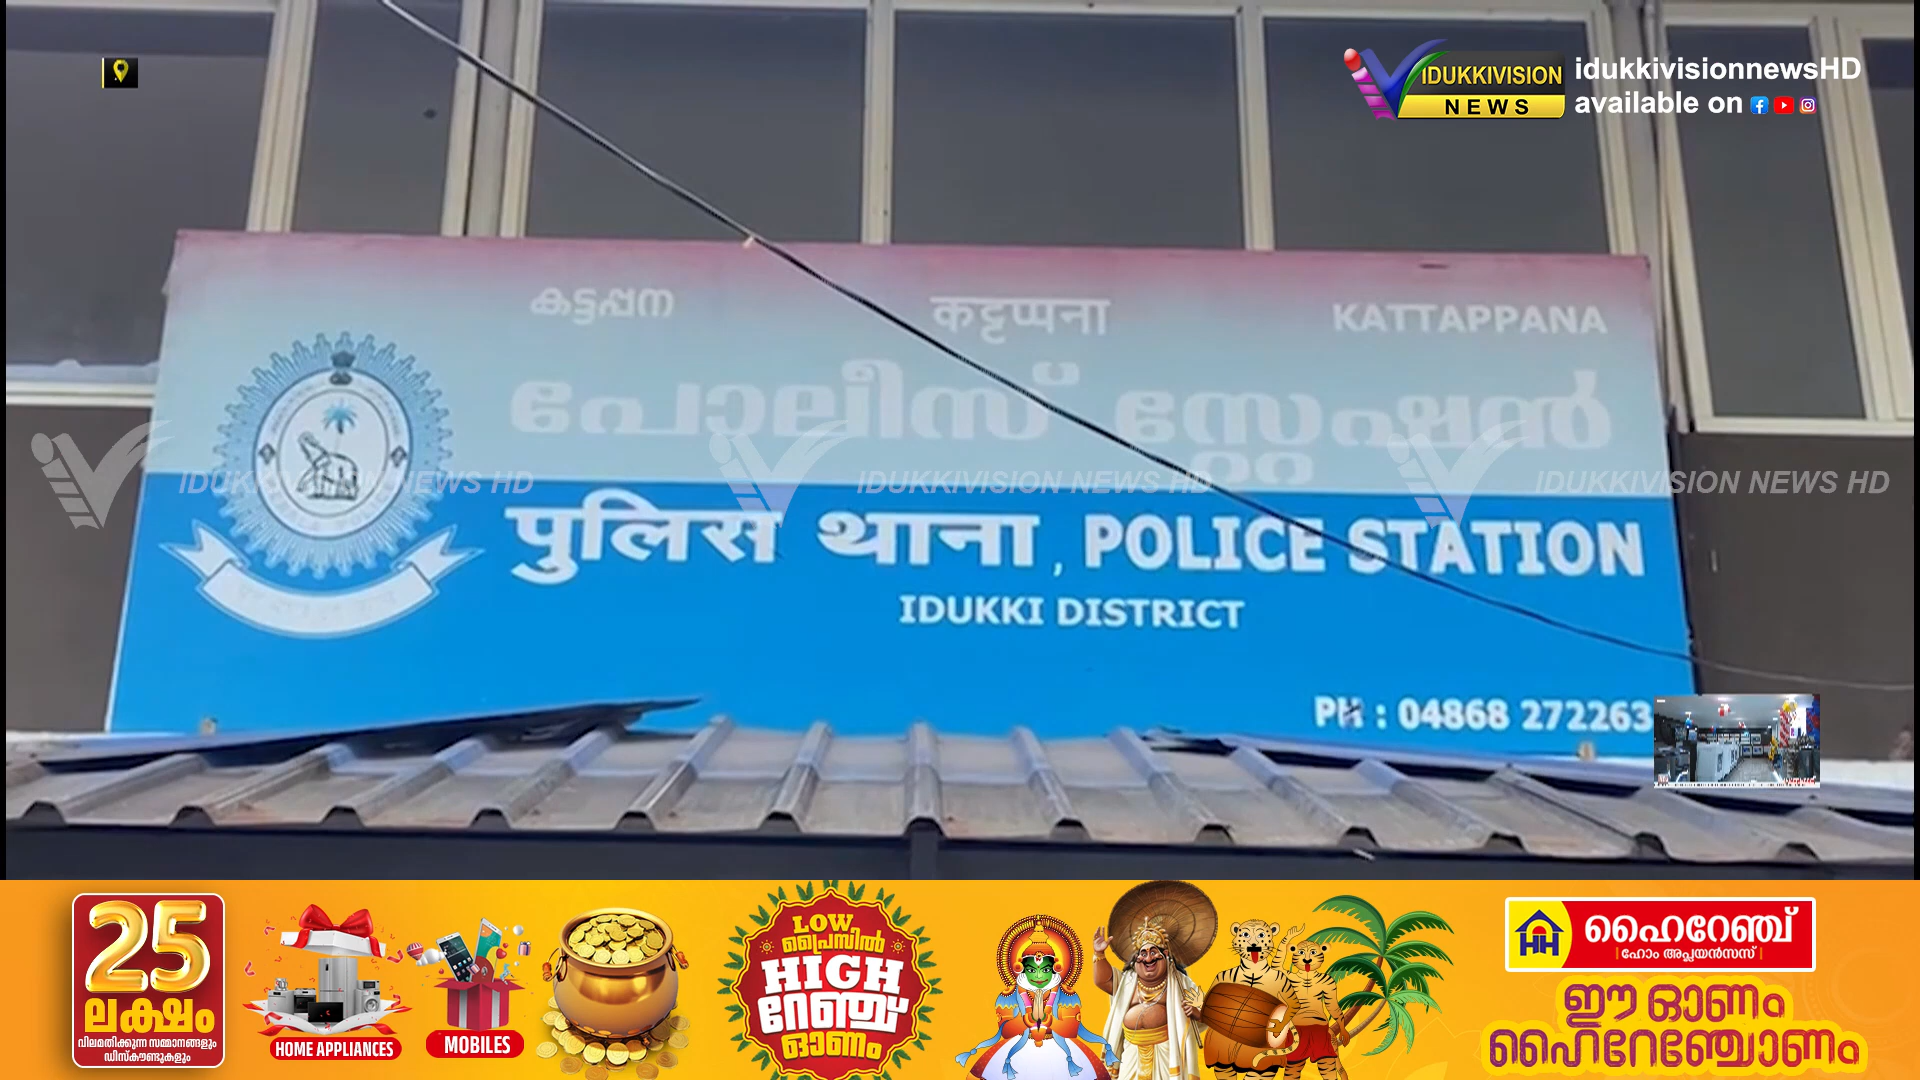 IDUKKIVISION
NEWS
idukkivisionnewsHD
available on
കട്ടപ്പന कट्टप्पना KATTAPPANA
പോലീസ് സ്റ്റേഷൻ
IDUKKIVISION NEWS HD IDUKKIVISION NEWS HD IDUKKIVISION NEWS HD
पुलिस थाना , POLICE STATION
IDUKKI DISTRICT
PH : 04868 272263
25
ലക്ഷം
വിലമതിക്കുന്ന സമ്മാനങ്ങളും
ഡിസ്കൗണ്ടുകളും
HOME APPLIANCES
MOBILES
LOW
പ്രൈസിൽ
HIGH
റേഞ്ച്
ഓണം
HH
ഹൈറേഞ്ച്
ഹോം അപ്ലയൻസസ്
ഈ ഓണം
ഹൈറേഞ്ചോണം